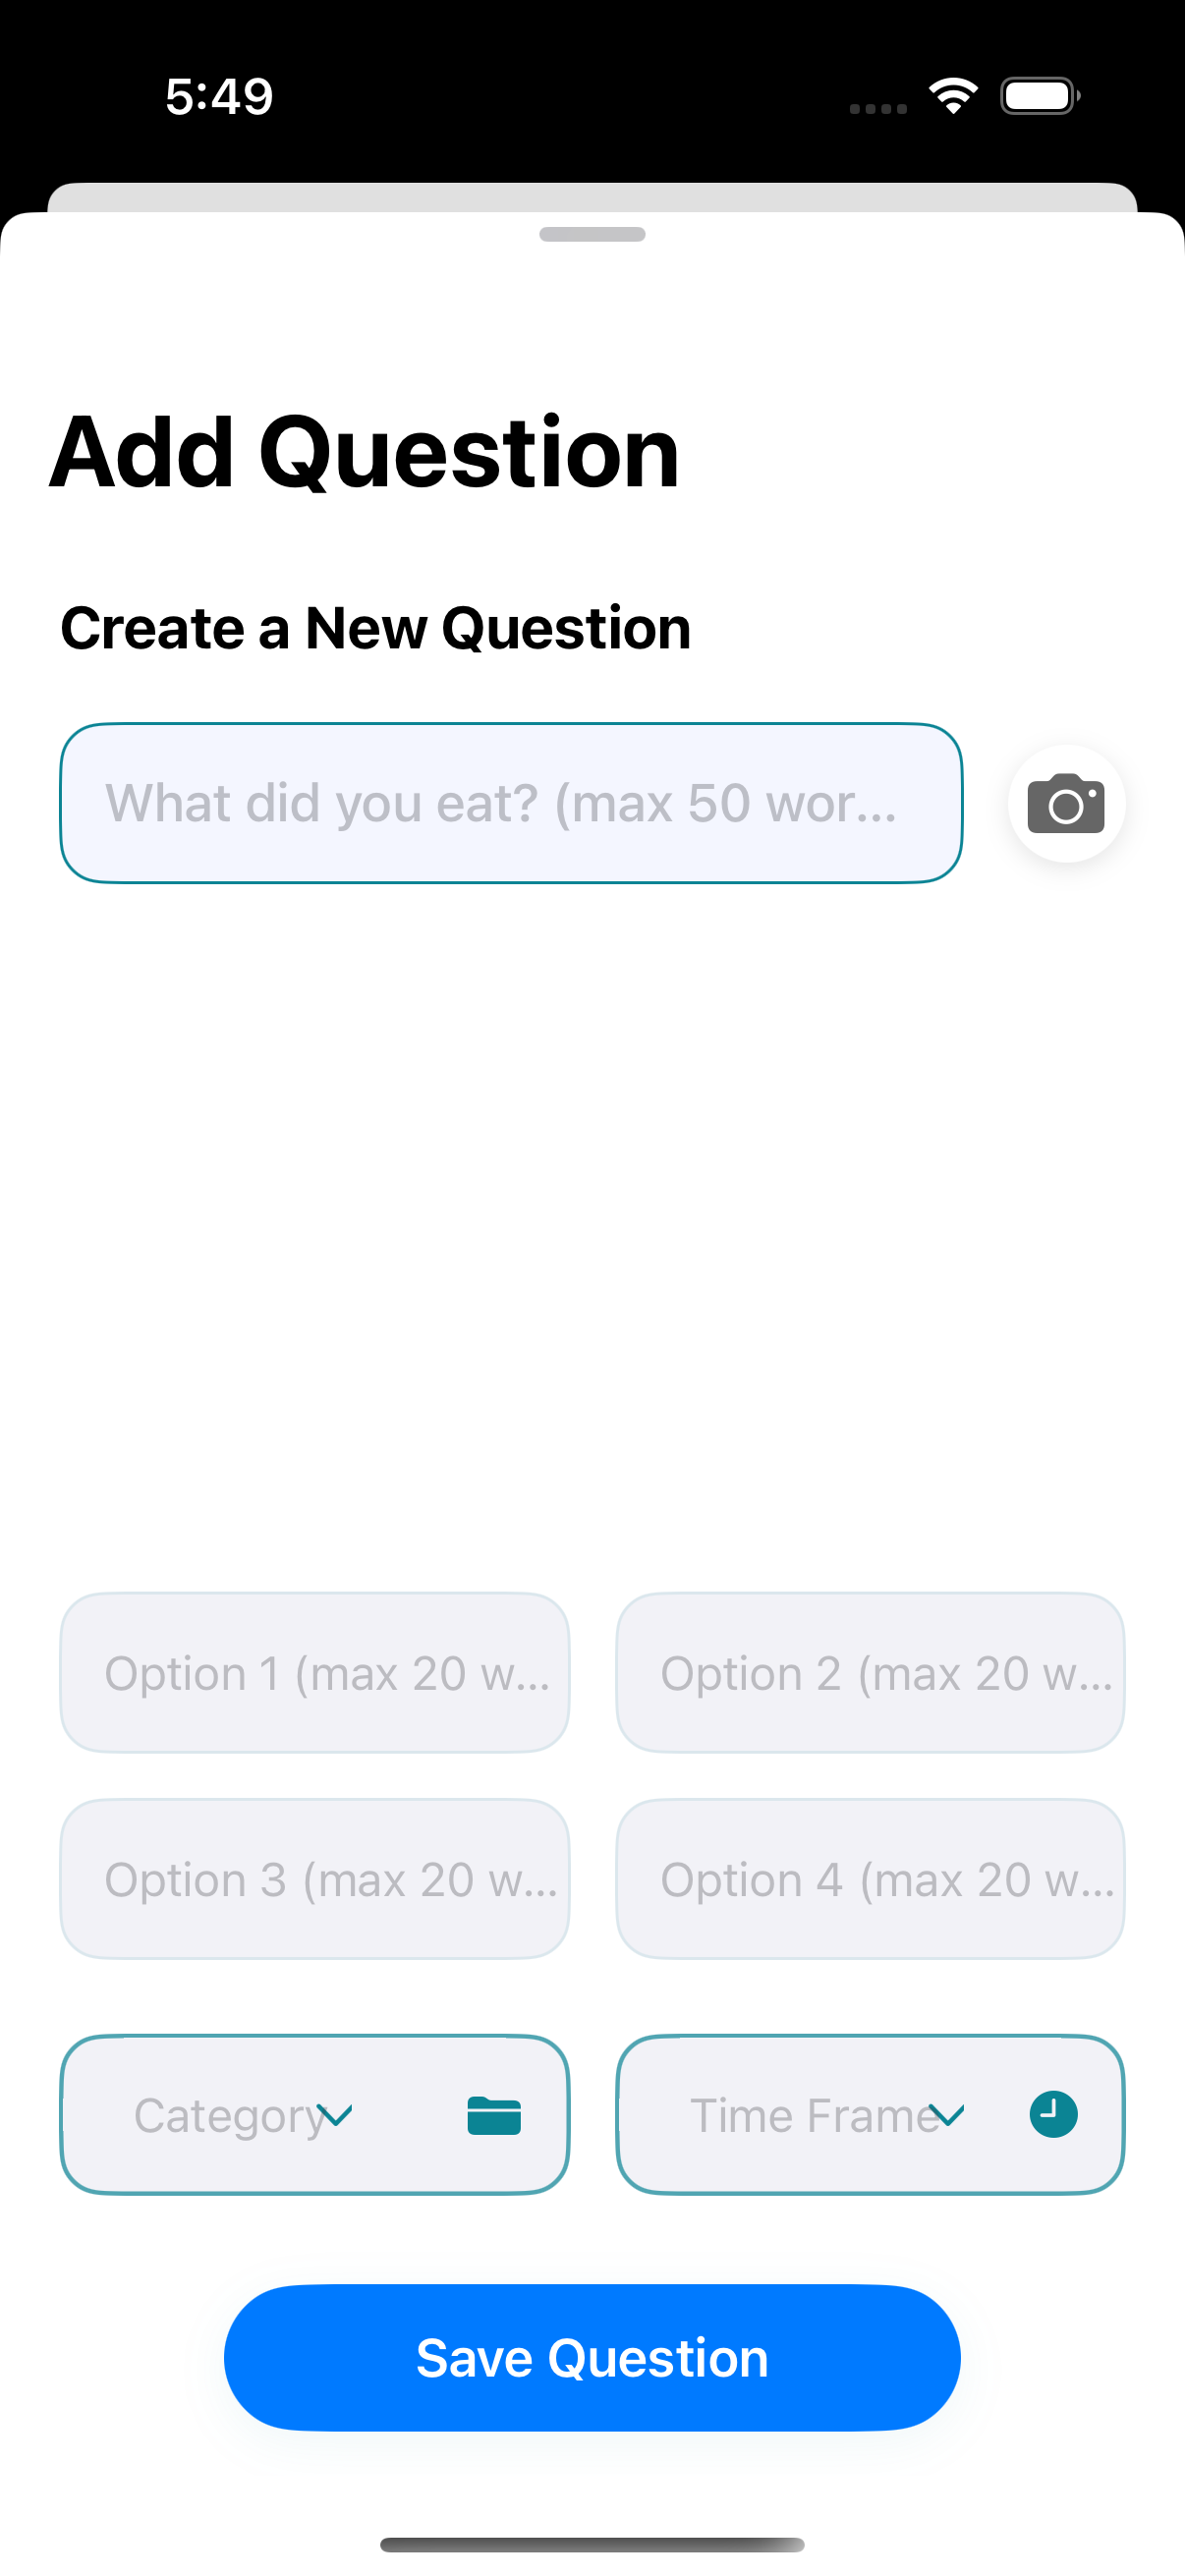 5:49
Add Question
Create a New Question
What did you eat? (max 50 wor...
Option 1 (max 20 w...
Option 2 (max 20 w...
Option 3 (max 20 w...
Option 4 (max 20 w...
Category
Time Frame
Save Question